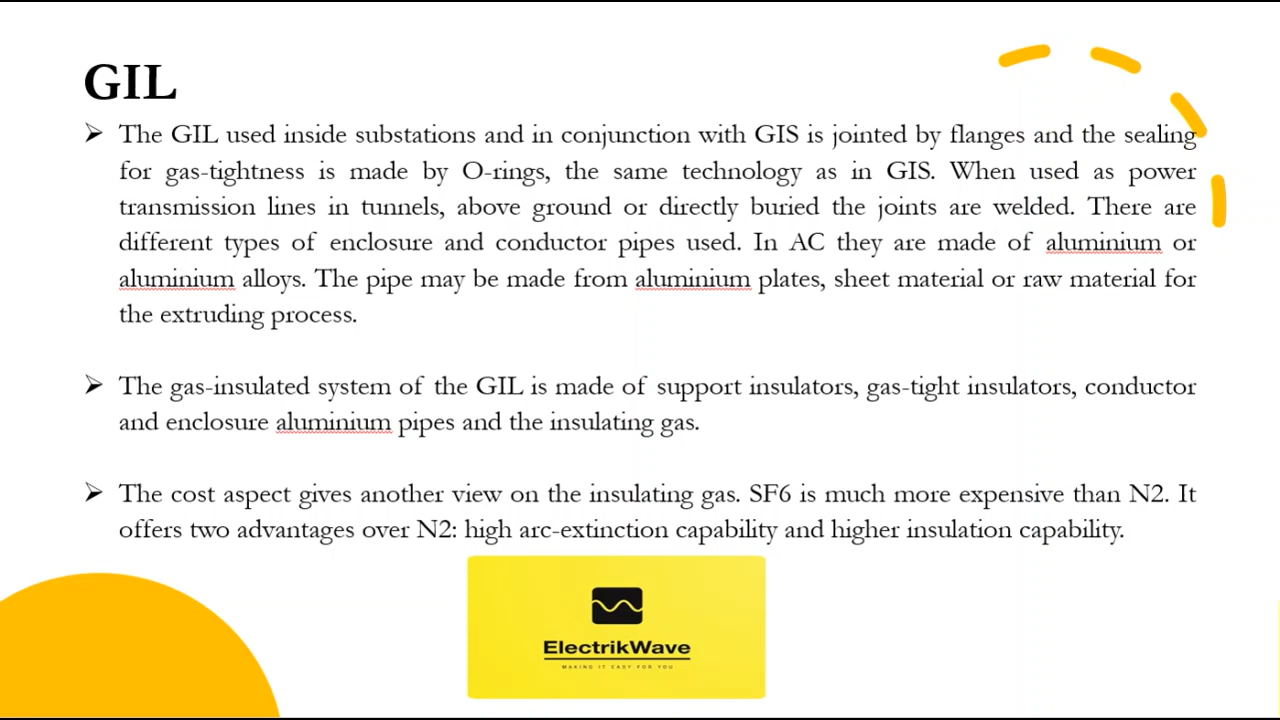 GIL
➢ The GIL used inside substations and in conjunction with GIS is jointed by flanges and the sealing
for gas-tightness is made by O-rings, the same technology as in GIS. When used as power
transmission lines in tunnels, above ground or directly buried the joints are welded. There are
different types of enclosure and conductor pipes used. In AC they are made of aluminium or
aluminium alloys. The pipe may be made from aluminium plates, sheet material or raw material for
the extruding process.
➢ The gas-insulated system of the GIL is made of support insulators, gas-tight insulators, conductor
and enclosure aluminium pipes and the insulating gas.
➢ The cost aspect gives another view on the insulating gas. SF6 is much more expensive than N2. It
offers two advantages over N2: high arc-extinction capability and higher insulation capability.
ElectrikWave
MAKING IT EASY FOR YOU